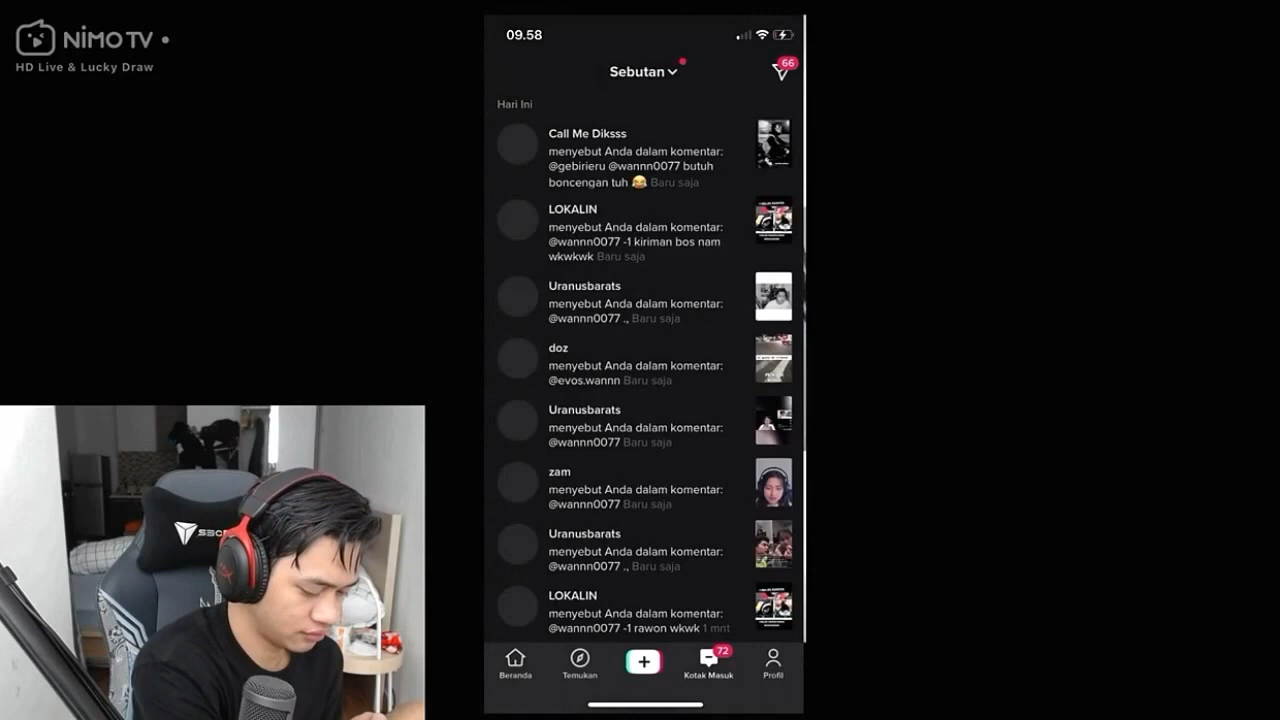 NIMO TV
HD Live & Lucky Draw
09.58
Sebutan
66
Hari Ini
Call Me Diksss
menyebut Anda dalam komentar:
@gebirieru @wannn0077 butuh
boncengan tuh 😂 Baru saja
LOKALIN
menyebut Anda dalam komentar:
@wannn0077 -1 kiriman bos nam
wkwkwk Baru saja
Uranusbarats
menyebut Anda dalam komentar:
@wannn0077 ., Baru saja
doz
menyebut Anda dalam komentar:
@evos.wannn Baru saja
Uranusbarats
menyebut Anda dalam komentar:
@wannn0077 Baru saja
zam
menyebut Anda dalam komentar:
@wannn0077 Baru saja
Uranusbarats
menyebut Anda dalam komentar:
@wannn0077 ., Baru saja
LOKALIN
menyebut Anda dalam komentar:
@wannn0077 -1 rawon wkwk 1 mnt
72
Beranda
Temukan
Kotak Masuk
Profil